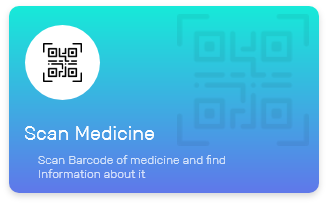 Scan Medicine
Scan Barcode of medicine and find
Information about it